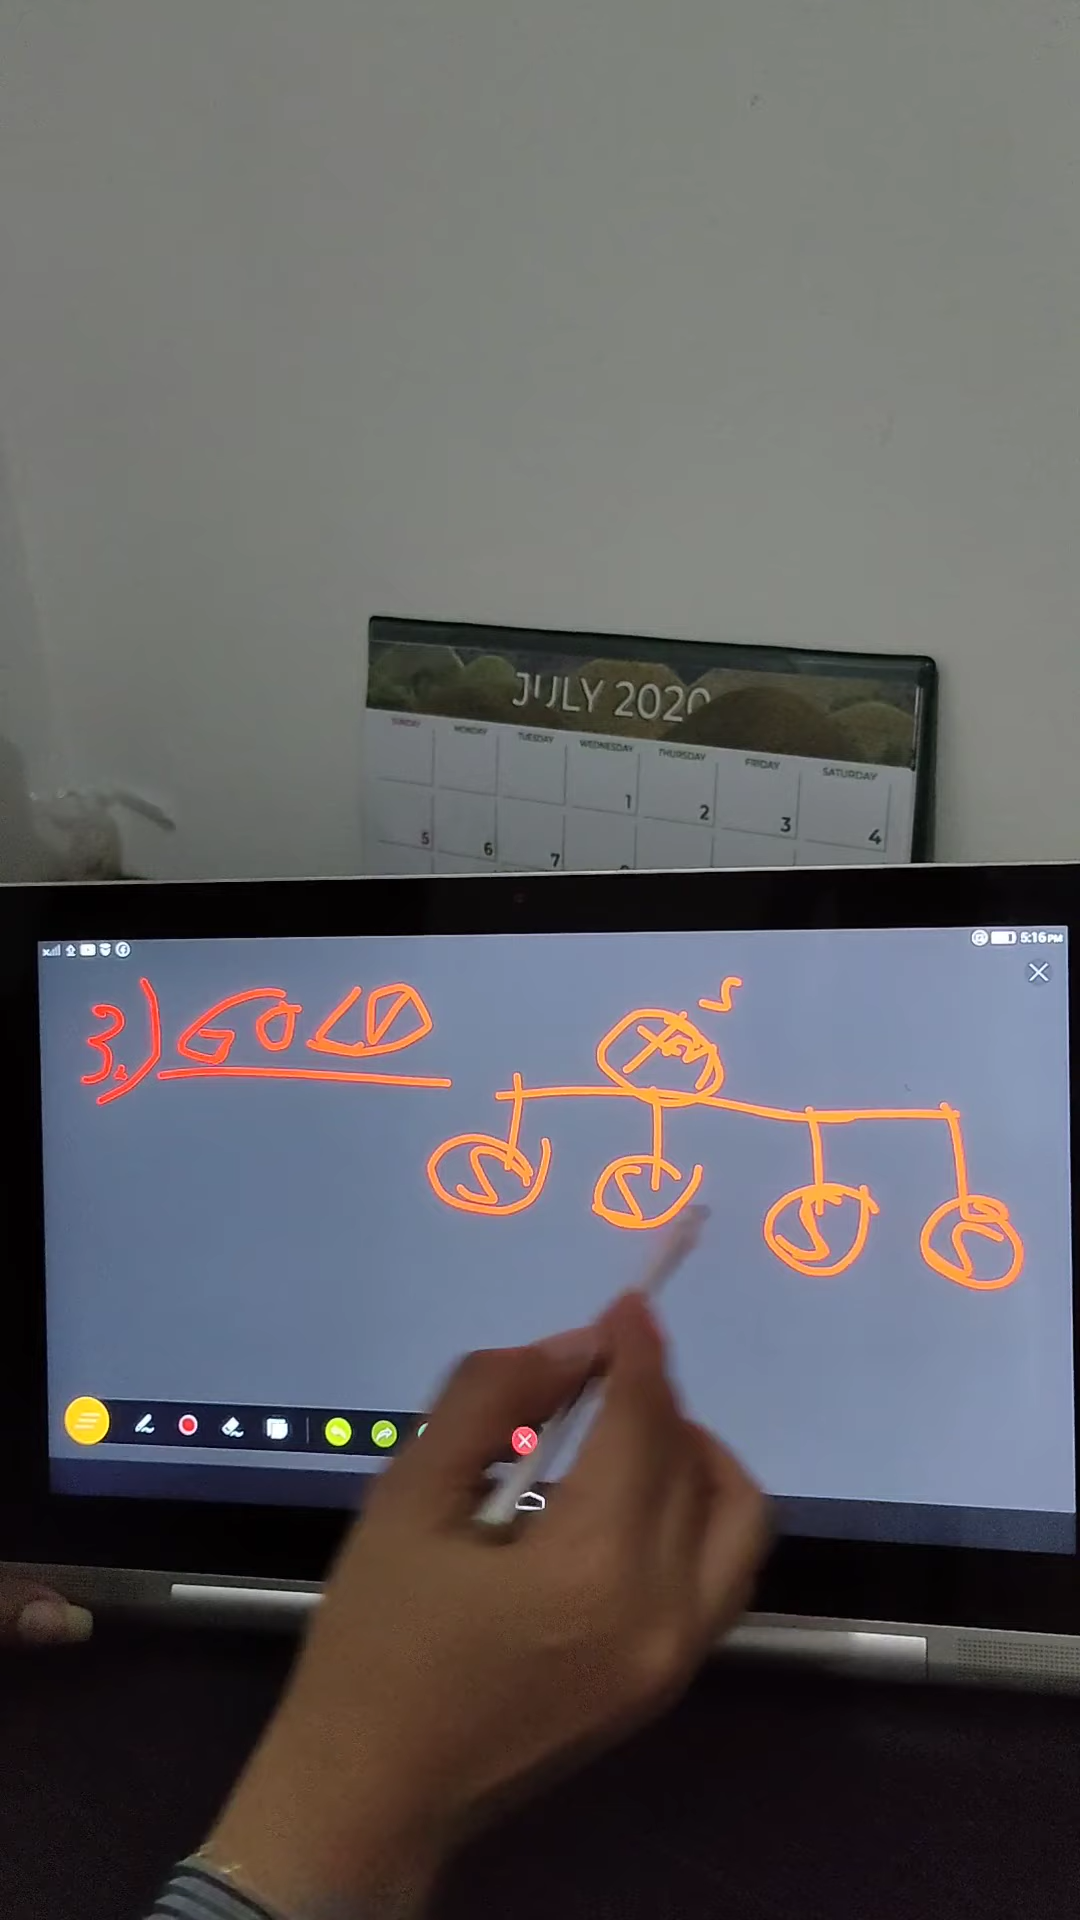 JULY 2020
SUNDAY MONDAY TUESDAY WEDNESDAY THURSDAY FRIDAY SATURDAY
1 2 3 4
5 6 7
5:16 PM
3.) GOLD
S
You
S S S S